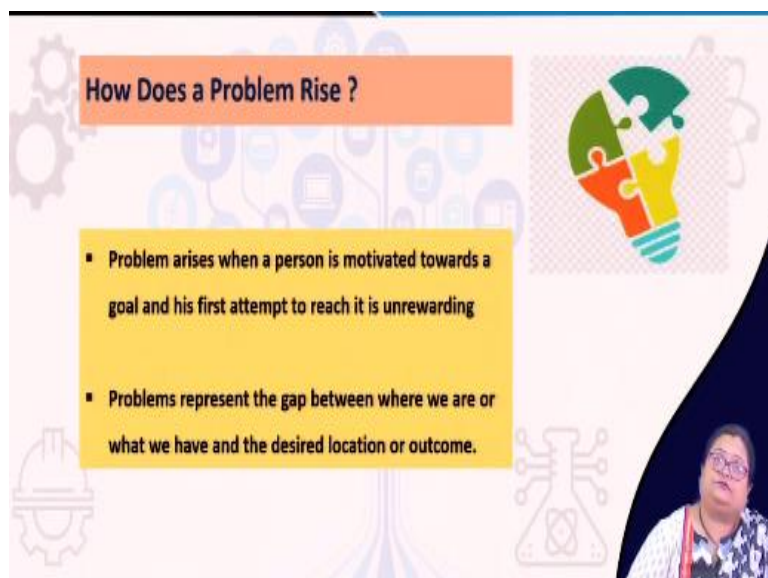 How Does a Problem Rise ?
▪ Problem arises when a person is motivated towards a
goal and his first attempt to reach it is unrewarding
▪ Problems represent the gap between where we are or
what we have and the desired location or outcome.